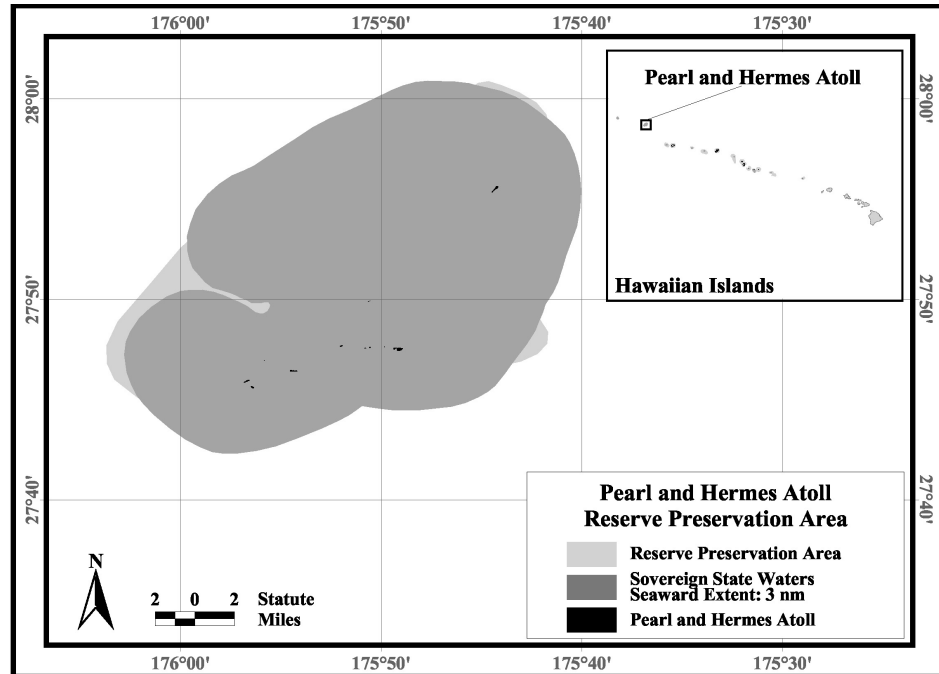 176°00' 175°50' 175°40' 175°30'
28°00'
27°50'
27°40'
Pearl and Hermes Atoll
Hawaiian Islands
28°00'
27°50'
27°40'
Pearl and Hermes Atoll
Reserve Preservation Area
Reserve Preservation Area
Sovereign State Waters
Seaward Extent: 3 nm
Pearl and Hermes Atoll
N
2 0 2 Statute
Miles
176°00' 175°50' 175°40' 175°30'